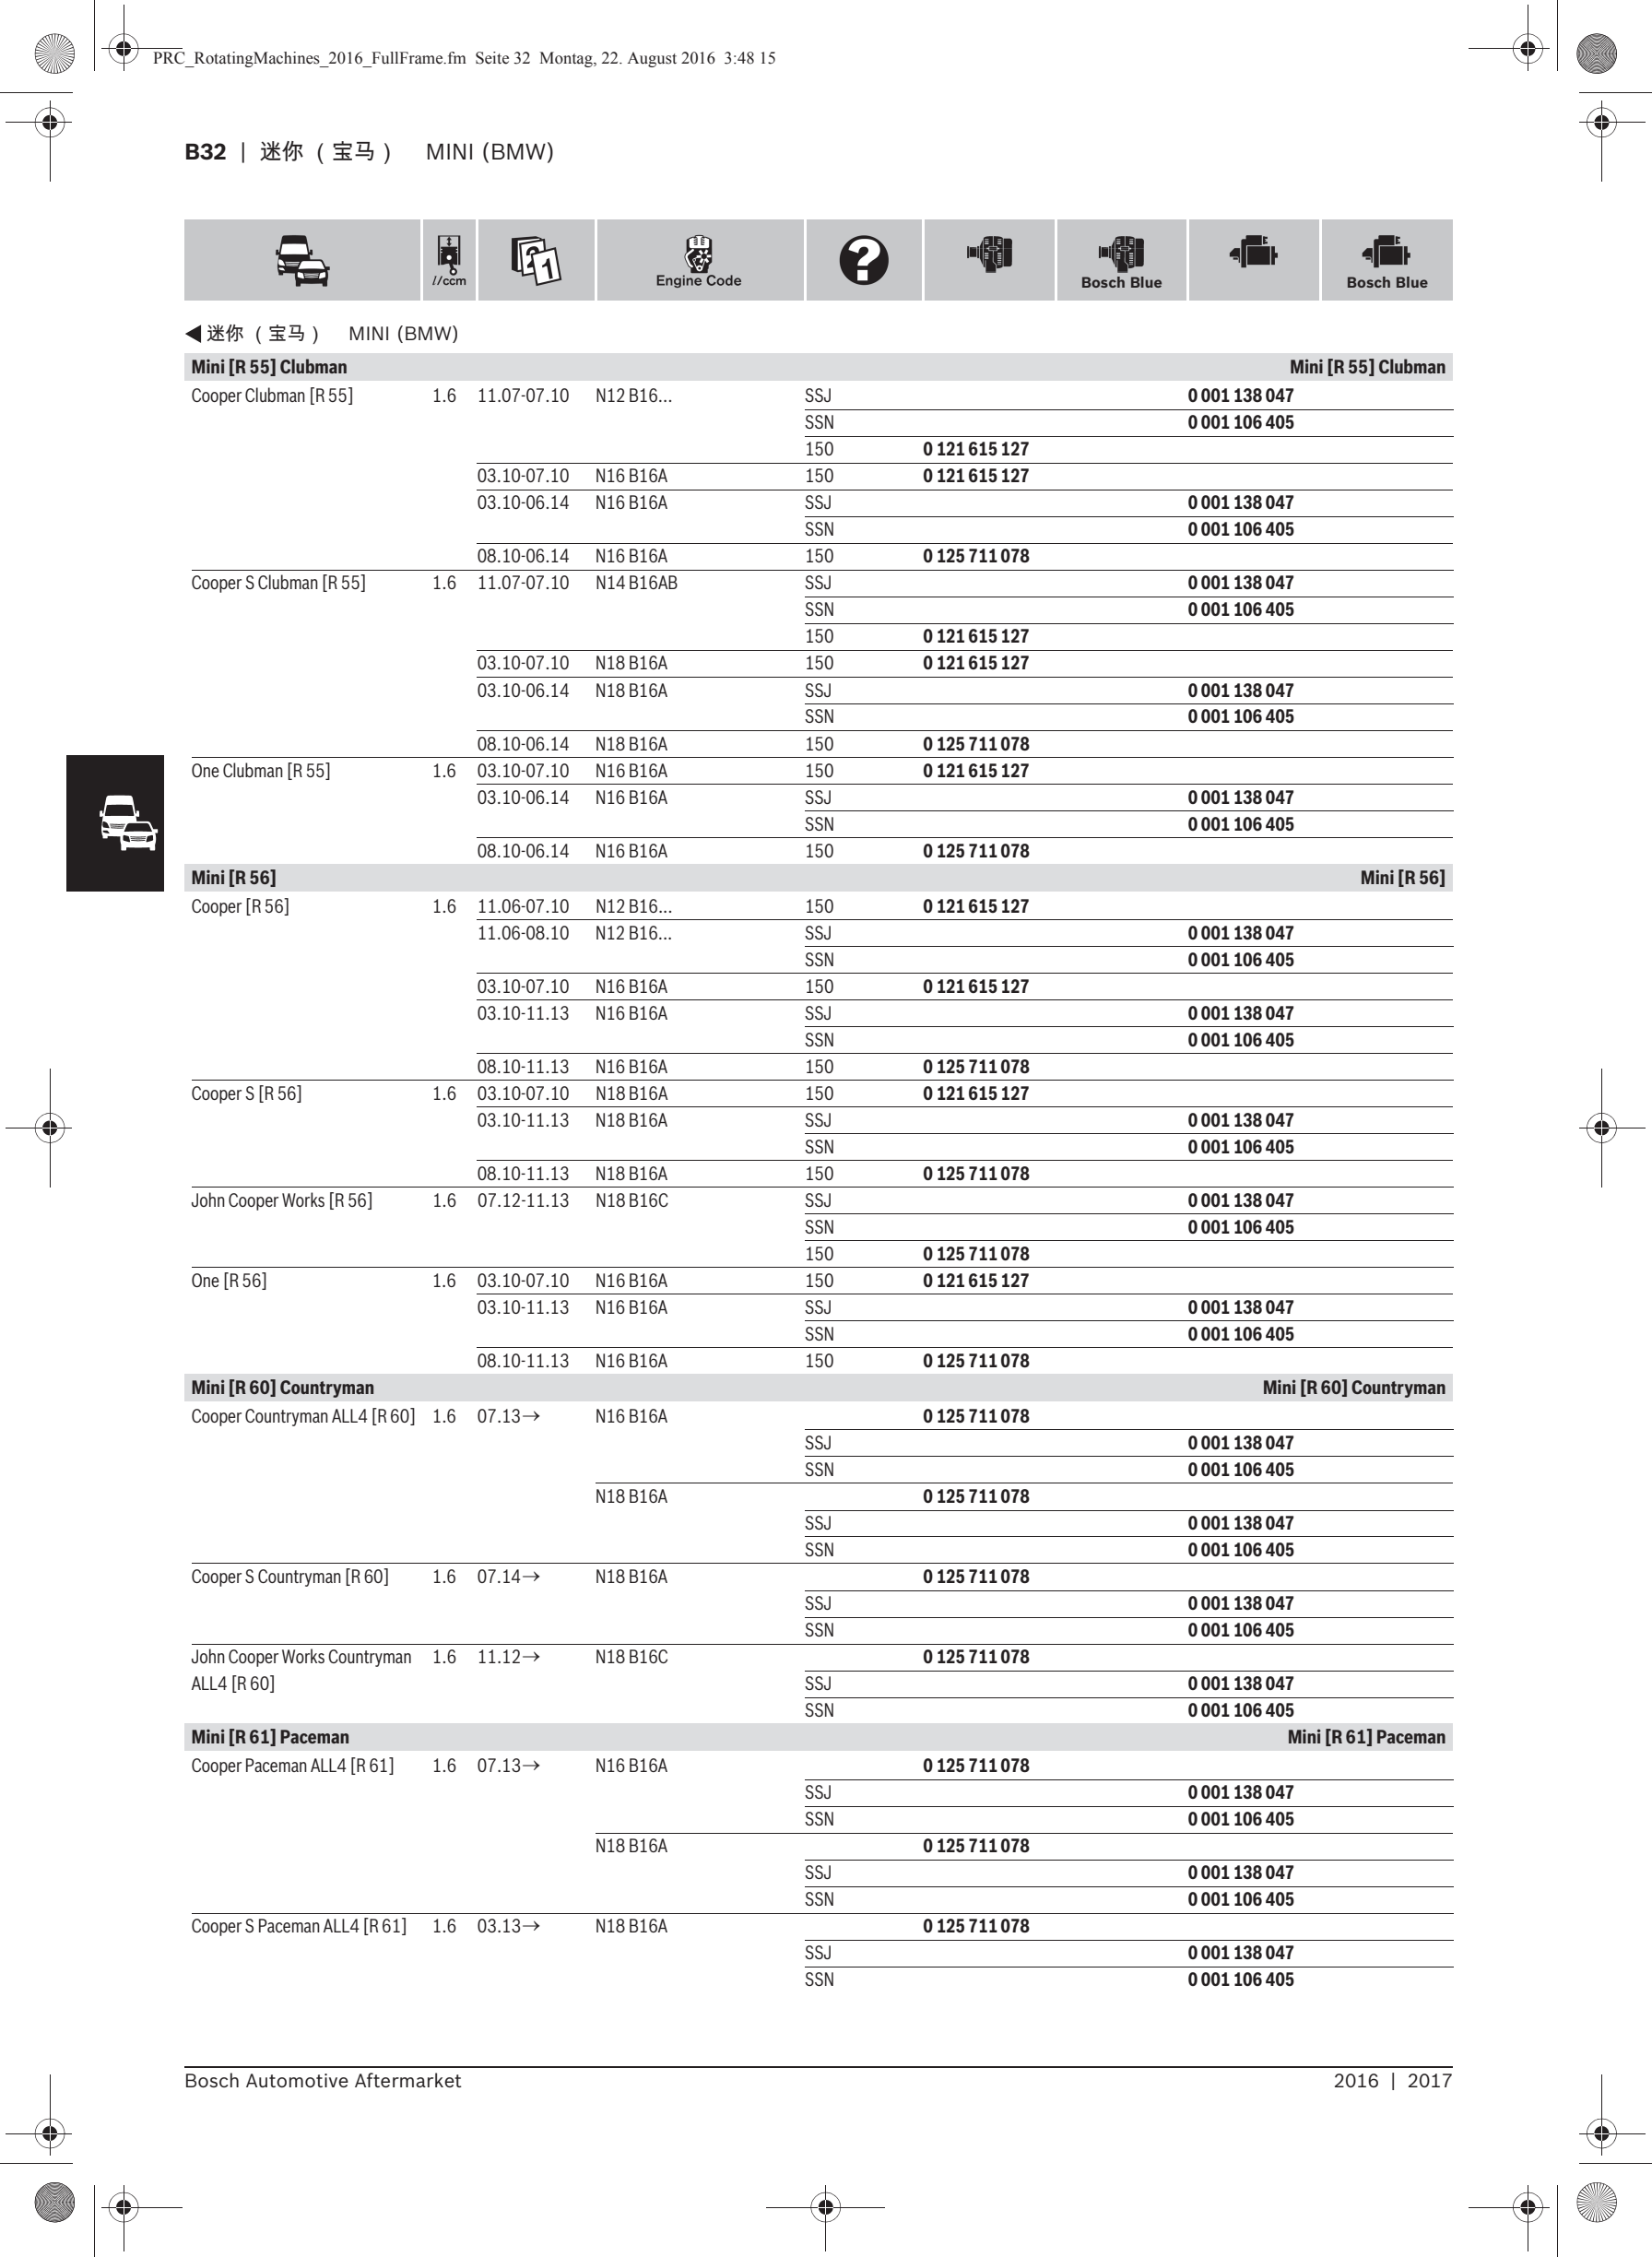 PRC_RotatingMachines_2016_FullFrame.fm Seite 32 Montag, 22. August 2016 3:48 15
B32 | 迷你 ( 宝马 ) MINI (BMW)
l/ccm 2 1 Engine Code ? Bosch Blue Bosch Blue
◀ 迷你 ( 宝马 ) MINI (BMW)
Mini [R 55] Clubman Mini [R 55] Clubman
Cooper Clubman [R 55] 1.6 11.07-07.10 N12 B16... SSJ 0 001 138 047
SSN 0 001 106 405
150 0 121 615 127
03.10-07.10 N16 B16A 150 0 121 615 127
03.10-06.14 N16 B16A SSJ 0 001 138 047
SSN 0 001 106 405
08.10-06.14 N16 B16A 150 0 125 711 078
Cooper S Clubman [R 55] 1.6 11.07-07.10 N14 B16AB SSJ 0 001 138 047
SSN 0 001 106 405
150 0 121 615 127
03.10-07.10 N18 B16A 150 0 121 615 127
03.10-06.14 N18 B16A SSJ 0 001 138 047
SSN 0 001 106 405
08.10-06.14 N18 B16A 150 0 125 711 078
One Clubman [R 55] 1.6 03.10-07.10 N16 B16A 150 0 121 615 127
03.10-06.14 N16 B16A SSJ 0 001 138 047
SSN 0 001 106 405
08.10-06.14 N16 B16A 150 0 125 711 078
Mini [R 56] Mini [R 56]
Cooper [R 56] 1.6 11.06-07.10 N12 B16... 150 0 121 615 127
11.06-08.10 N12 B16... SSJ 0 001 138 047
SSN 0 001 106 405
03.10-07.10 N16 B16A 150 0 121 615 127
03.10-11.13 N16 B16A SSJ 0 001 138 047
SSN 0 001 106 405
08.10-11.13 N16 B16A 150 0 125 711 078
Cooper S [R 56] 1.6 03.10-07.10 N18 B16A 150 0 121 615 127
03.10-11.13 N18 B16A SSJ 0 001 138 047
SSN 0 001 106 405
08.10-11.13 N18 B16A 150 0 125 711 078
John Cooper Works [R 56] 1.6 07.12-11.13 N18 B16C SSJ 0 001 138 047
SSN 0 001 106 405
150 0 125 711 078
One [R 56] 1.6 03.10-07.10 N16 B16A 150 0 121 615 127
03.10-11.13 N16 B16A SSJ 0 001 138 047
SSN 0 001 106 405
08.10-11.13 N16 B16A 150 0 125 711 078
Mini [R 60] Countryman Mini [R 60] Countryman
Cooper Countryman ALL4 [R 60] 1.6 07.13→ N16 B16A 0 125 711 078
SSJ 0 001 138 047
SSN 0 001 106 405
N18 B16A 0 125 711 078
SSJ 0 001 138 047
SSN 0 001 106 405
Cooper S Countryman [R 60] 1.6 07.14→ N18 B16A 0 125 711 078
SSJ 0 001 138 047
SSN 0 001 106 405
John Cooper Works Countryman 1.6 11.12→ N18 B16C 0 125 711 078
ALL4 [R 60] SSJ 0 001 138 047
SSN 0 001 106 405
Mini [R 61] Paceman Mini [R 61] Paceman
Cooper Paceman ALL4 [R 61] 1.6 07.13→ N16 B16A 0 125 711 078
SSJ 0 001 138 047
SSN 0 001 106 405
N18 B16A 0 125 711 078
SSJ 0 001 138 047
SSN 0 001 106 405
Cooper S Paceman ALL4 [R 61] 1.6 03.13→ N18 B16A 0 125 711 078
SSJ 0 001 138 047
SSN 0 001 106 405
Bosch Automotive Aftermarket 2016 | 2017